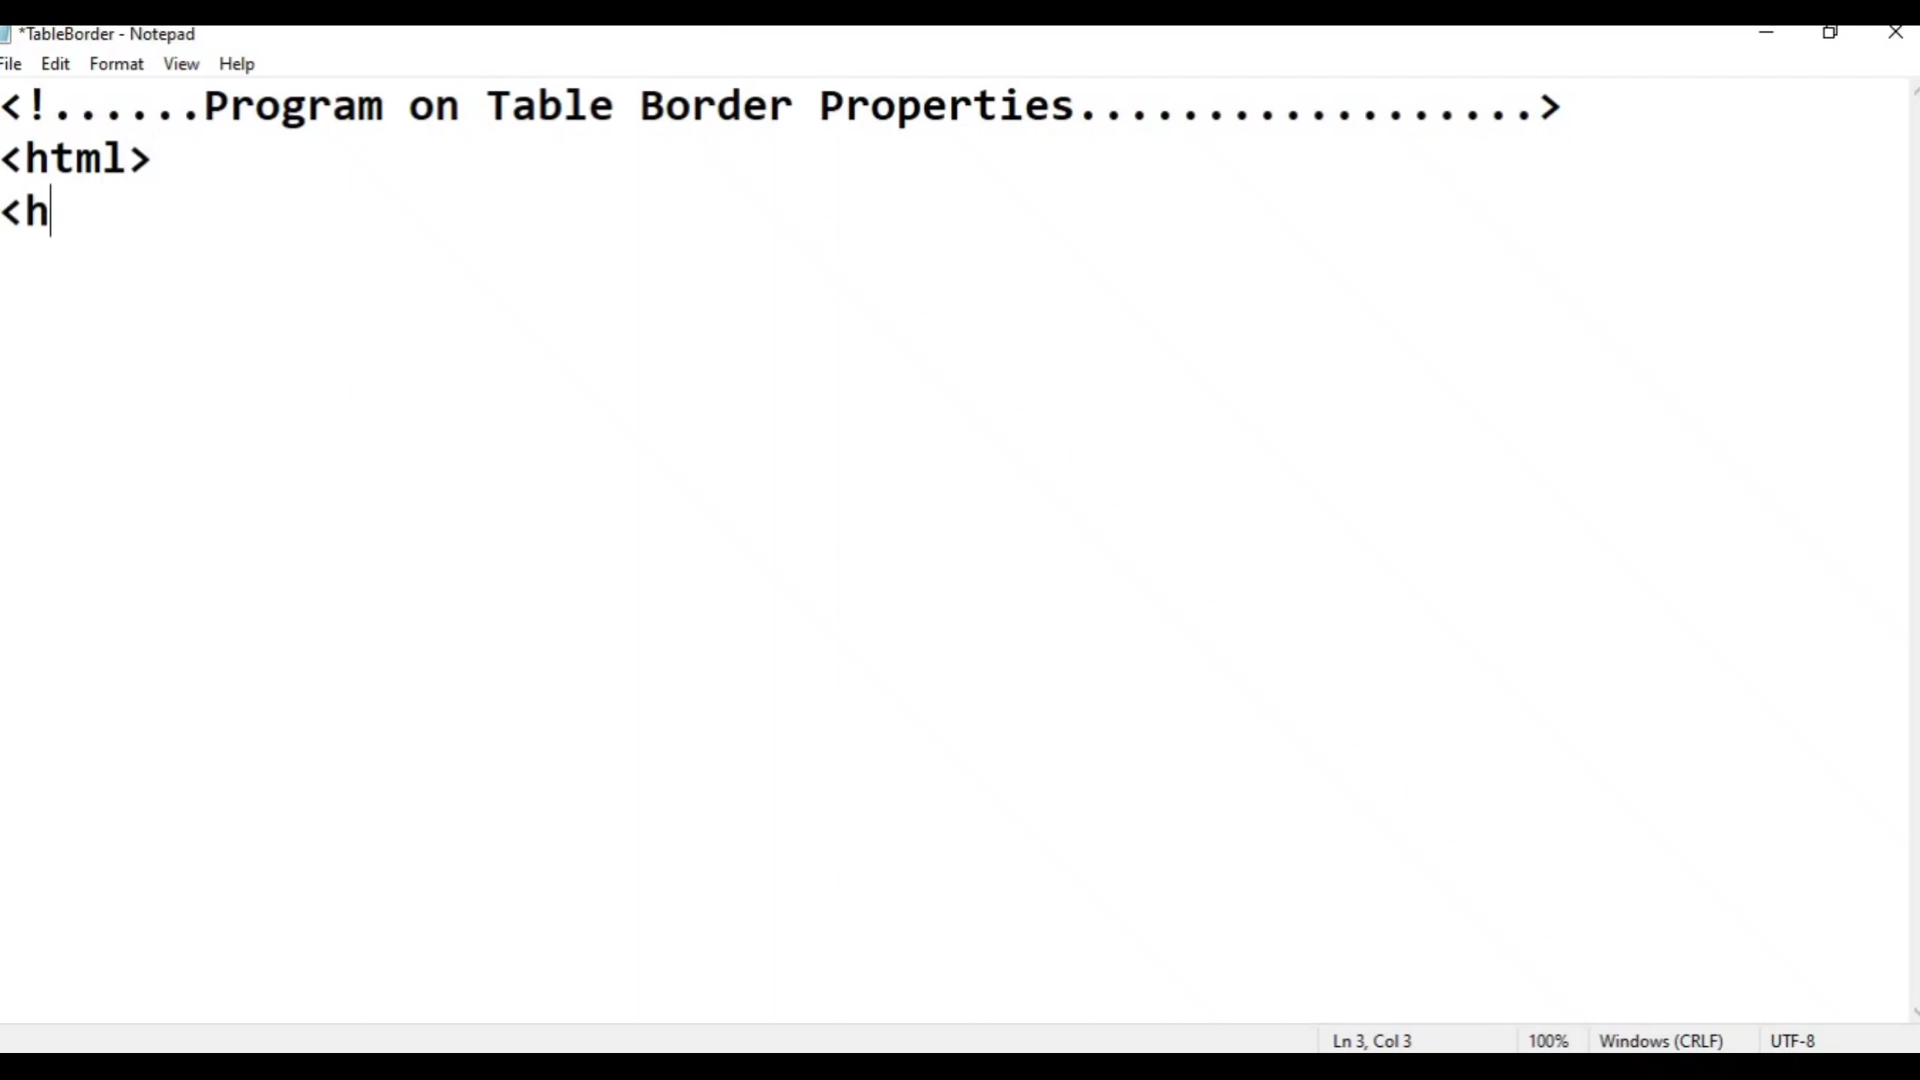 *TableBorder - Notepad
File Edit Format View Help
<!......Program on Table Border Properties..................>
<html>
<h
Ln 3, Col 3 100% Windows (CRLF) UTF-8